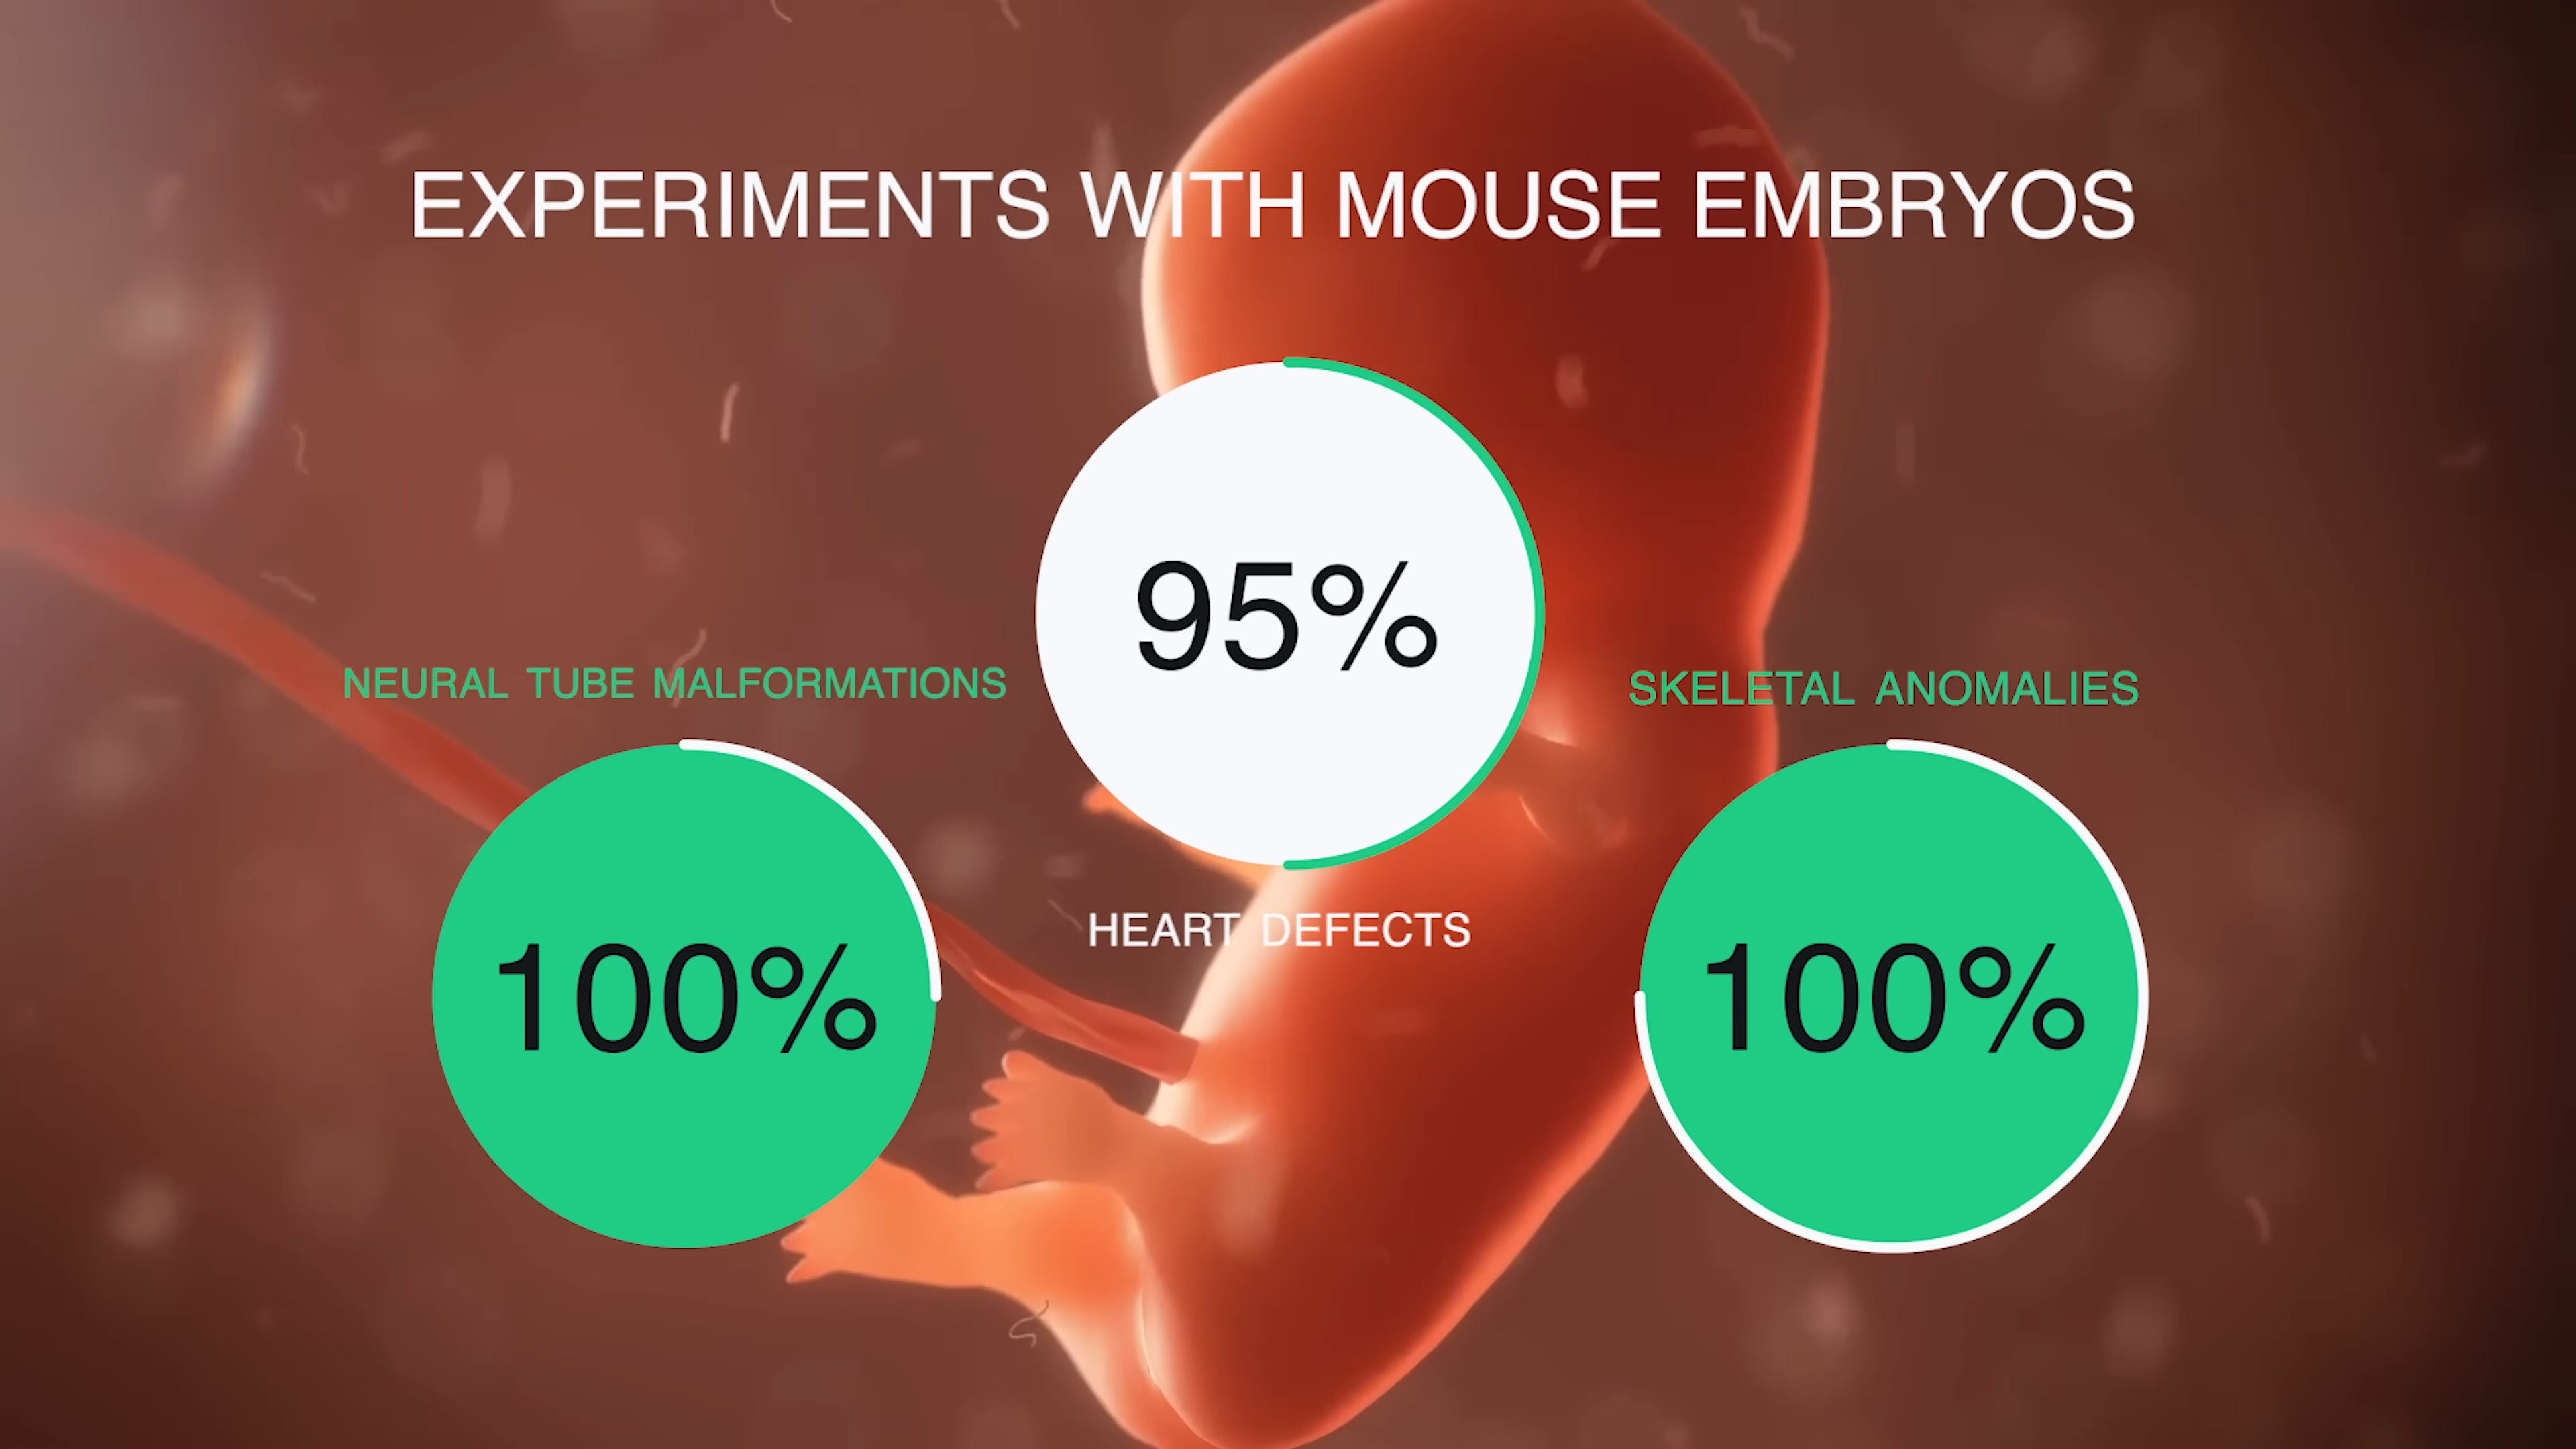 EXPERIMENTS WITH MOUSE EMBRYOS
95%
NEURAL TUBE MALFORMATIONS
SKELETAL ANOMALIES
HEART DEFECTS
100%
100%